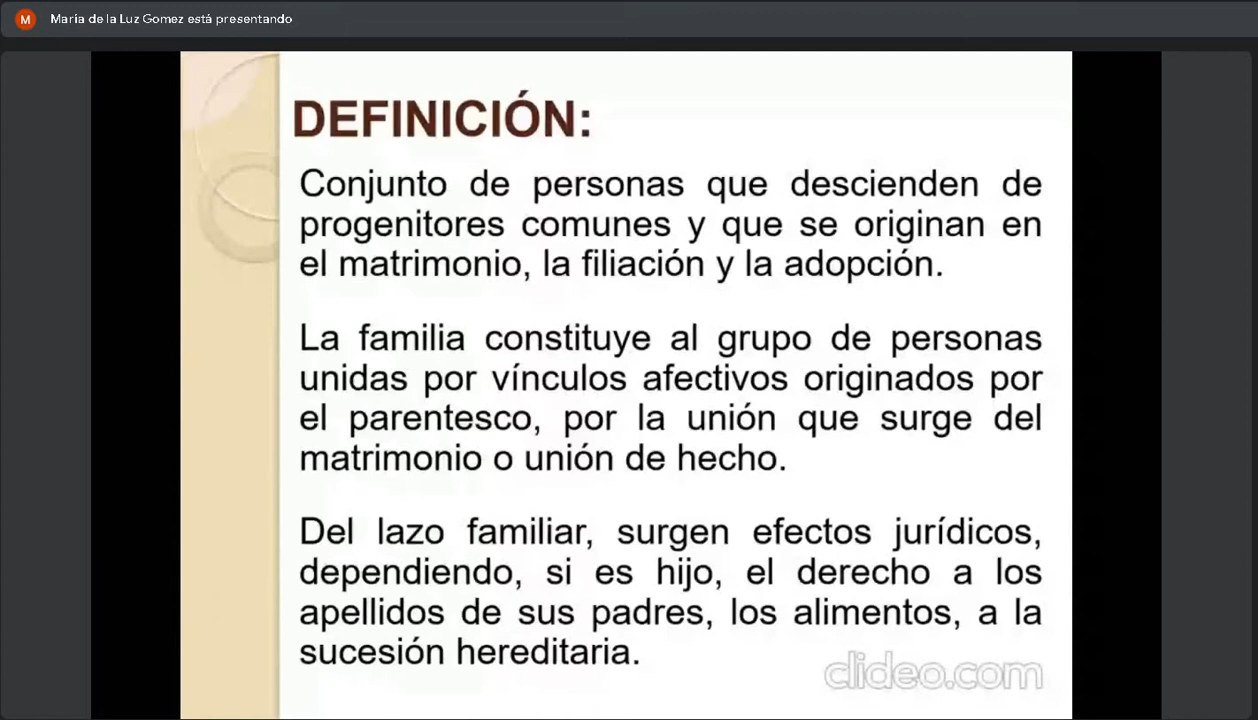 M
Maria de la Luz Gomez está presentando
DEFINICIÓN:
Conjunto de personas que descienden de
progenitores comunes y que se originan en
el matrimonio, la filiación y la adopción.
La familia constituye al grupo de personas
unidas por vínculos afectivos originados por
el parentesco, por la unión que surge del
matrimonio o unión de hecho.
Del lazo familiar, surgen efectos jurídicos,
dependiendo, si es hijo, el derecho a los
apellidos de sus padres, los alimentos, a la
sucesión hereditaria.
clideo.com